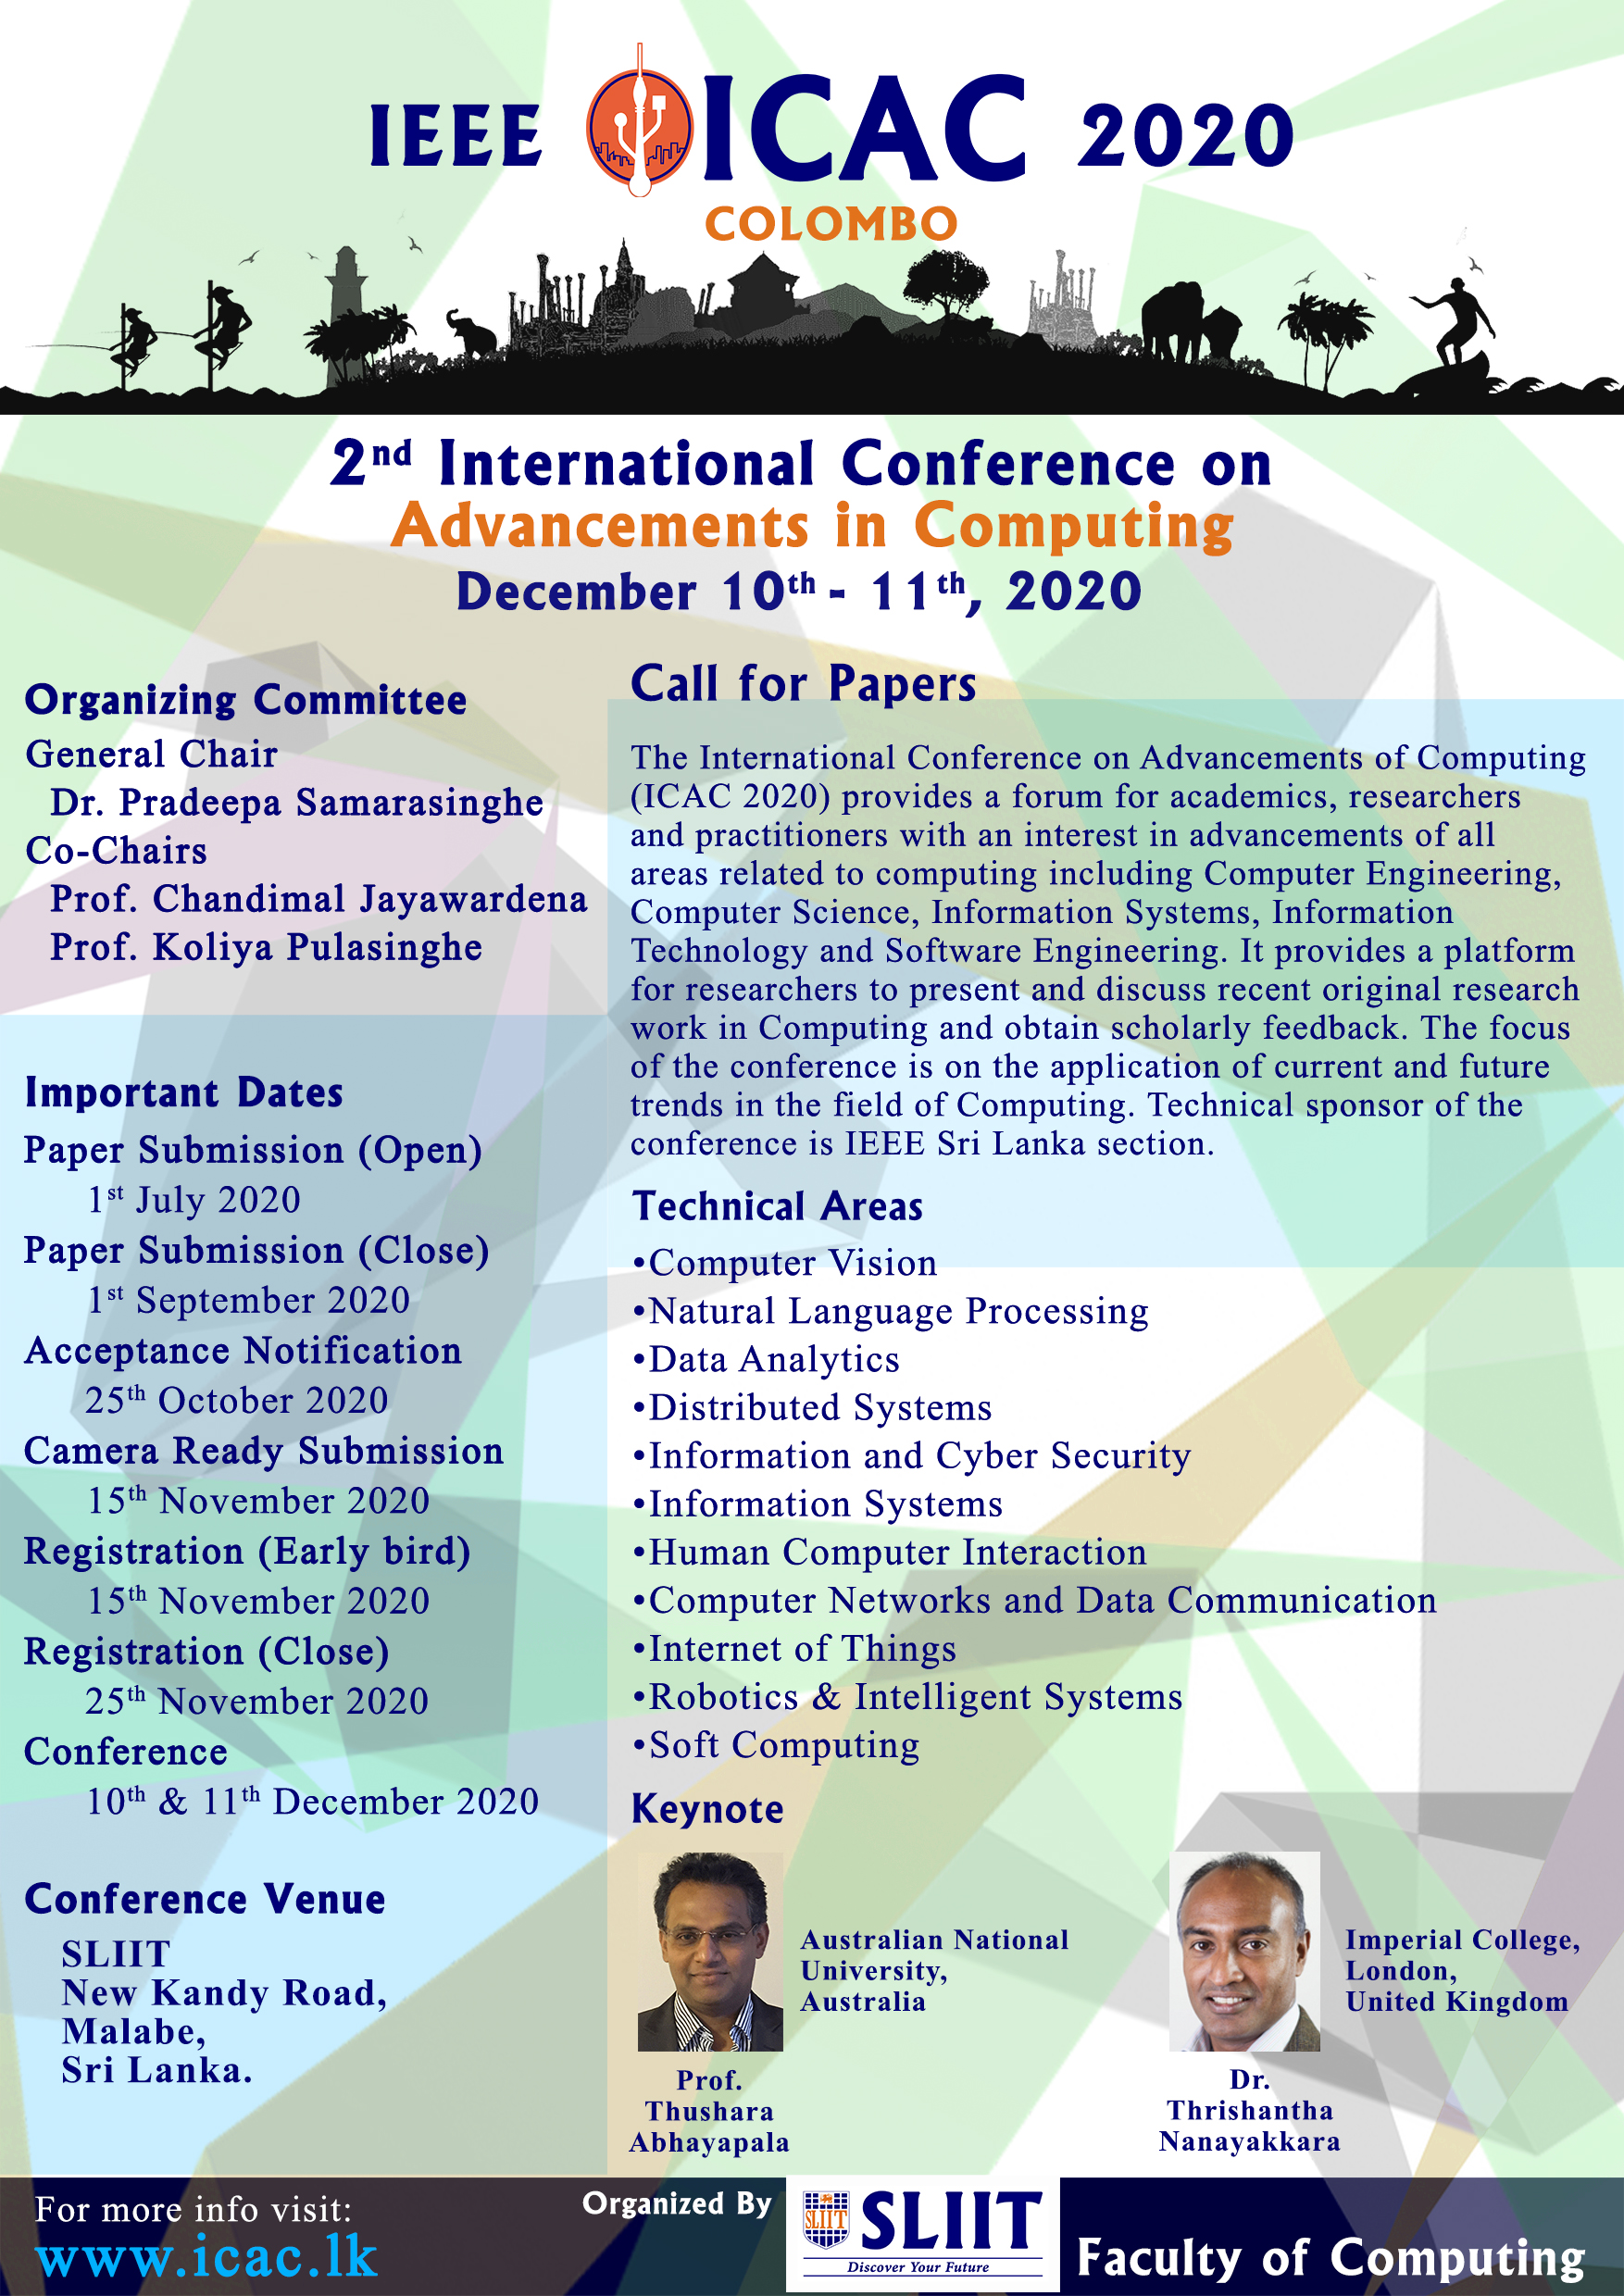 IEEE ICAC 2020
COLOMBO
2nd International Conference on
Advancements in Computing
December 10th - 11th, 2020
Organizing Committee
General Chair
Dr. Pradeepa Samarasinghe
Co-Chairs
Prof. Chandimal Jayawardena
Prof. Koliya Pulasinghe
Important Dates
Paper Submission (Open)
1st July 2020
Paper Submission (Close)
1st September 2020
Acceptance Notification
25th October 2020
Camera Ready Submission
15th November 2020
Registration (Early bird)
15th November 2020
Registration (Close)
25th November 2020
Conference
10th & 11th December 2020
Conference Venue
SLIIT
New Kandy Road,
Malabe,
Sri Lanka.
Call for Papers
The International Conference on Advancements of Computing
(ICAC 2020) provides a forum for academics, researchers
and practitioners with an interest in advancements of all
areas related to computing including Computer Engineering,
Computer Science, Information Systems, Information
Technology and Software Engineering. It provides a platform
for researchers to present and discuss recent original research
work in Computing and obtain scholarly feedback. The focus
of the conference is on the application of current and future
trends in the field of Computing. Technical sponsor of the
conference is IEEE Sri Lanka section.
Technical Areas
•Computer Vision
•Natural Language Processing
•Data Analytics
•Distributed Systems
•Information and Cyber Security
•Information Systems
•Human Computer Interaction
•Computer Networks and Data Communication
•Internet of Things
•Robotics & Intelligent Systems
•Soft Computing
Keynote
Australian National
University,
Australia
Prof.
Thushara
Abhayapala
Imperial College,
London,
United Kingdom
Dr.
Thrishantha
Nanayakkara
For more info visit:
www.icac.lk
Organized By
SLIIT
SLIIT
Discover Your Future
Faculty of Computing